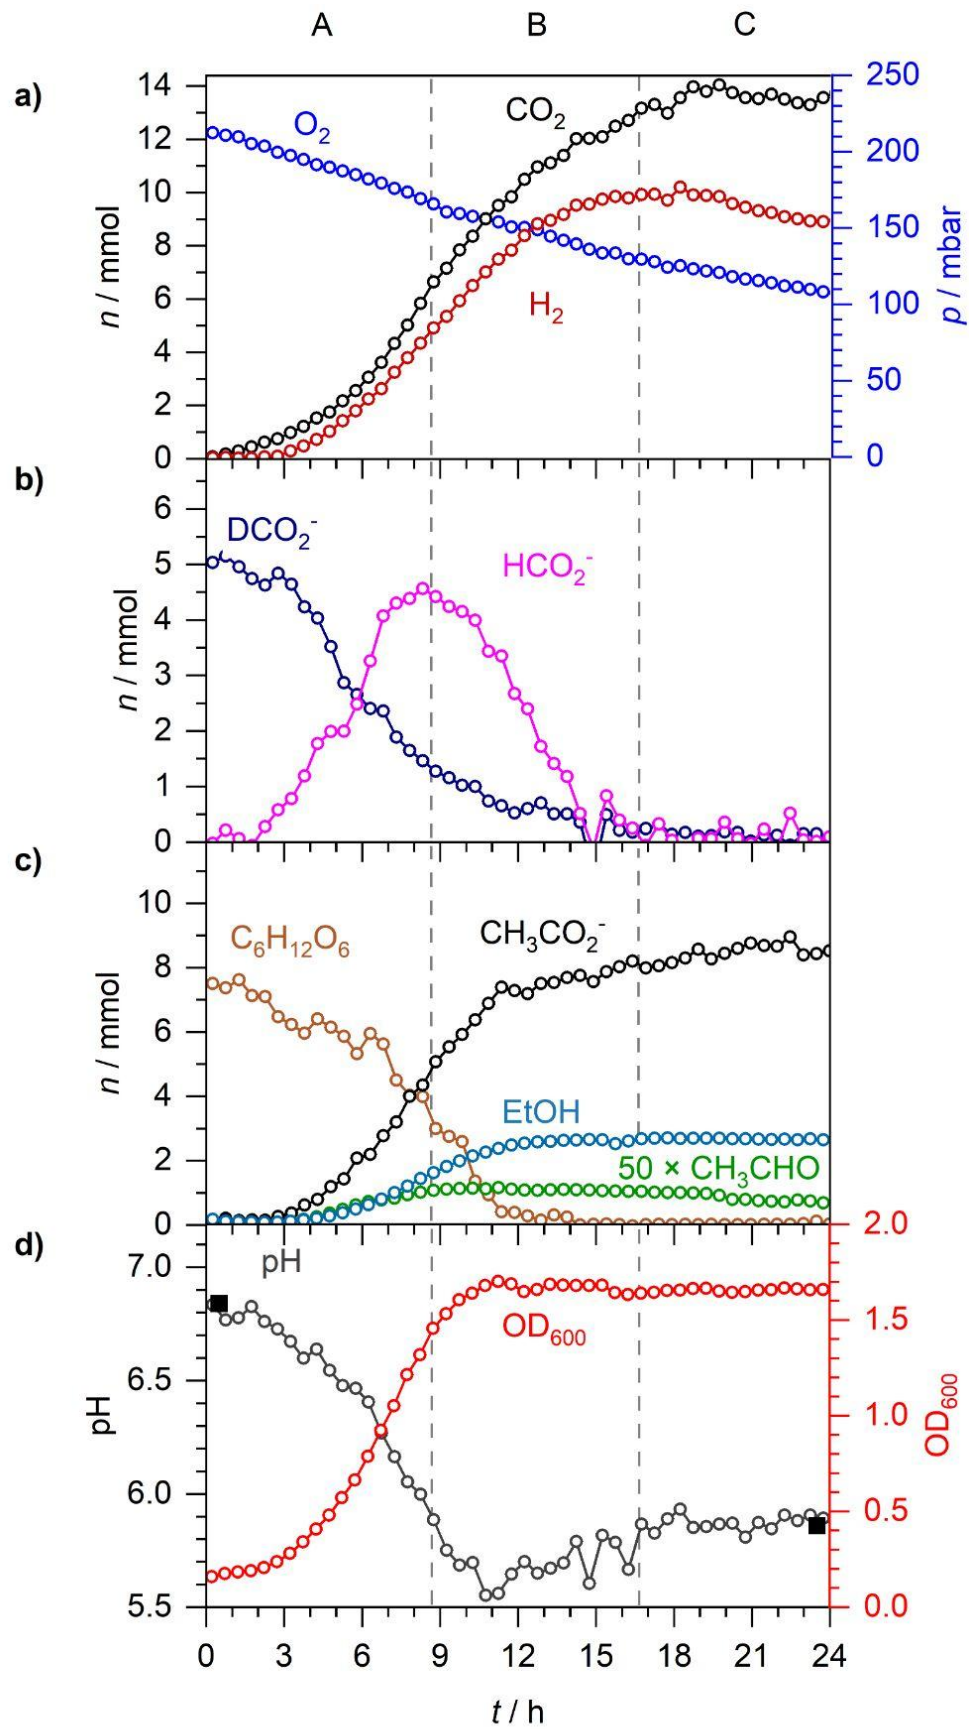 A B C
a)
n / mmol
14
12
10
8
6
4
2
0
O₂
CO₂
H₂
250
200
150
100
50
0
p / mbar
b)
n / mmol
6
5
4
3
2
1
0
DCO₂⁻
HCO₂⁻
c)
n / mmol
10
8
6
4
2
0
C₆H₁₂O₆
CH₃CO₂⁻
EtOH
50 × CH₃CHO
d)
pH
7.0
6.5
6.0
5.5
pH
OD₆₀₀
2.0
1.5
1.0
0.5
0.0
OD₆₀₀
0 3 6 9 12 15 18 21 24
t / h